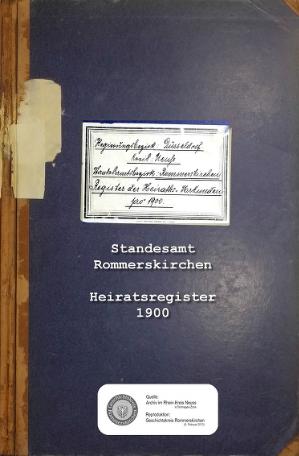 Regierungsbezirk Düsseldorf
Kreis Neuß
Standesamtsbezirk Rommerskirchen
Register der Heiraths-Urkunden
pro 1900.
Standesamt
Rommerskirchen
Heiratsregister
1900
Quelle:
Archiv im Rhein-Kreis Neuss
Reproduktion:
Geschichtskreis Rommerskirchen